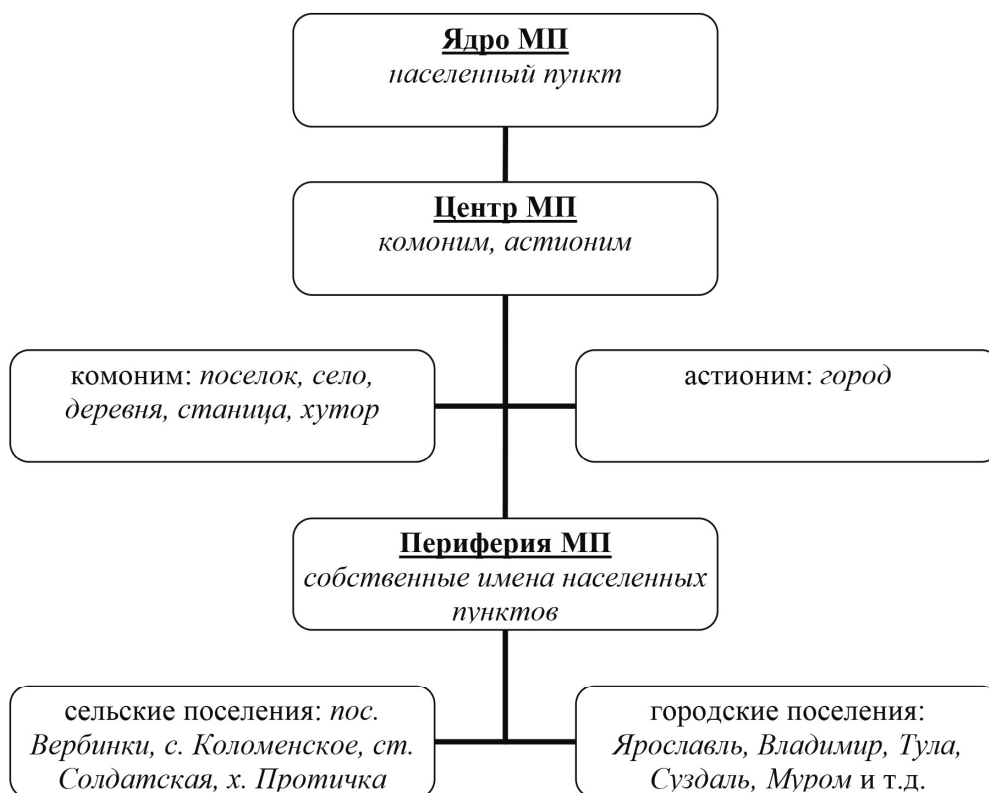 Ядро МП
населенный пункт
Центр МП
комоним, астионим
комоним: поселок, село,
деревня, станица, хутор
астионим: город
Периферия МП
собственные имена населенных
пунктов
сельские поселения: пос.
Вербинки, с. Коломенское, ст.
Солдатская, х. Протичка
городские поселения:
Ярославль, Владимир, Тула,
Суздаль, Муром и т.д.